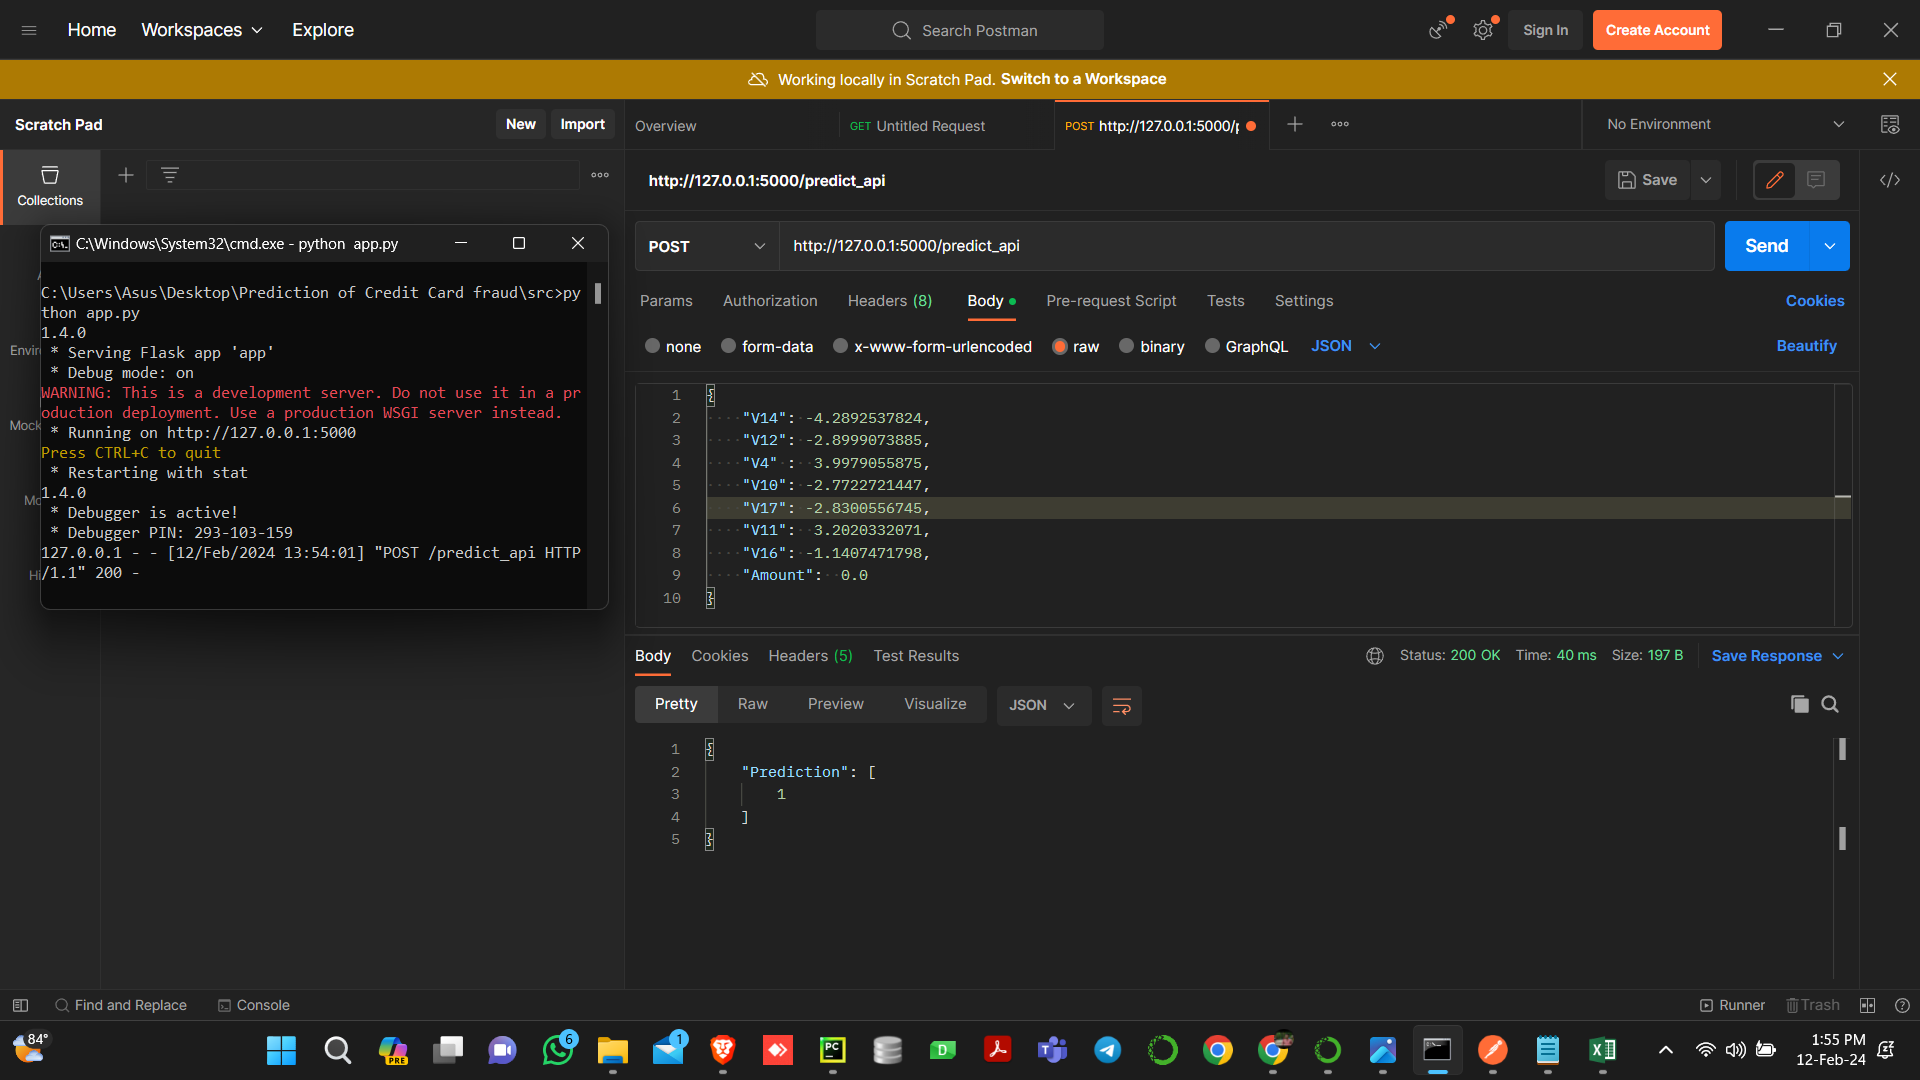 Home
Workspaces
Explore
Search Postman
Sign In
Create Account
Working locally in Scratch Pad. Switch to a Workspace
Scratch Pad
New
Import
Overview
GET Untitled Request
POST http://127.0.0.1:5000/p
No Environment
Collections
http://127.0.0.1:5000/predict_api
Save
POST
http://127.0.0.1:5000/predict_api
Send
Params
Authorization
Headers (8)
Body
Pre-request Script
Tests
Settings
Cookies
none
form-data
x-www-form-urlencoded
raw
binary
GraphQL
JSON
Beautify
C:\Windows\System32\cmd.exe - python  app.py
C:\Users\Asus\Desktop\Prediction of Credit Card fraud\src>py
thon app.py
1.4.0
 * Serving Flask app 'app'
 * Debug mode: on
WARNING: This is a development server. Do not use it in a pr
oduction deployment. Use a production WSGI server instead.
 * Running on http://127.0.0.1:5000
Press CTRL+C to quit
 * Restarting with stat
1.4.0
 * Debugger is active!
 * Debugger PIN: 293-103-159
127.0.0.1 - - [12/Feb/2024 13:54:01] "POST /predict_api HTTP
/1.1" 200 -
Envir
Mock
Mo
Hi
1 {
2 "V14": -4.2892537824,
3 "V12": -2.8999073885,
4 "V4" :  3.9979055875,
5 "V10": -2.7722721447,
6 "V17": -2.8300556745,
7 "V11":  3.2020332071,
8 "V16": -1.1407471798,
9 "Amount":  0.0
10 }
Body
Cookies
Headers (5)
Test Results
Status: 200 OK
Time: 40 ms
Size: 197 B
Save Response
Pretty
Raw
Preview
Visualize
JSON
1 {
2 "Prediction": [
3 1
4 ]
5 }
Find and Replace
Console
Runner
Trash
84°
PRE
6
1
PC
D
T
X
1:55 PM
12-Feb-24